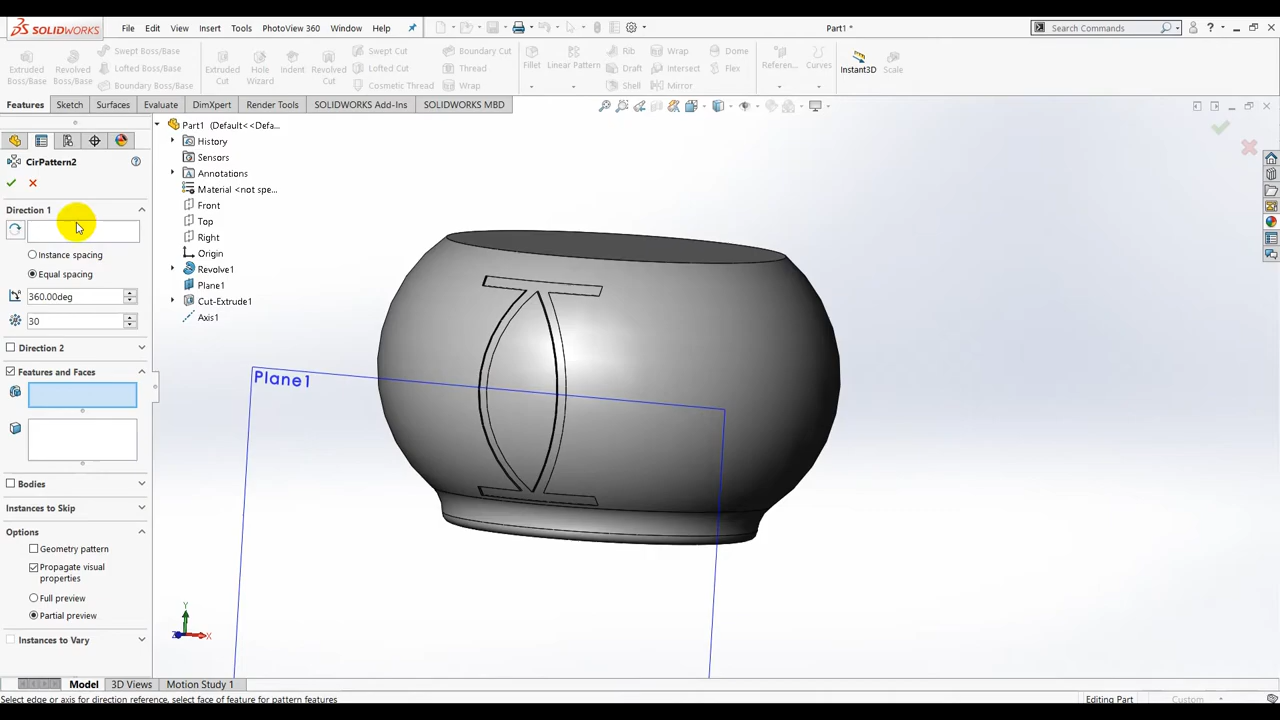 SOLIDWORKS File Edit View Insert Tools PhotoView 360 Window Help Part1 * Search Commands
Extruded Boss/Base Revolved Boss/Base Swept Boss/Base Lofted Boss/Base Boundary Boss/Base Extruded Cut Hole Wizard Indent Revolved Cut Swept Cut Lofted Cut Cosmetic Thread Boundary Cut Thread Wrap Fillet Linear Pattern Rib Draft Shell Wrap Intersect Mirror Dome Flex Referen... Curves Instant3D Scale
Features Sketch Surfaces Evaluate DimXpert Render Tools SOLIDWORKS Add-Ins SOLIDWORKS MBD
CirPattern2
Direction 1
Instance spacing
Equal spacing
360.00deg
30
Direction 2
Features and Faces
Bodies
Instances to Skip
Options
Geometry pattern
Propagate visual
properties
Full preview
Partial preview
Instances to Vary
Part1 (Default<<Defa...
History
Sensors
Annotations
Material <not spe...
Front
Top
Right
Origin
Revolve1
Plane1
Cut-Extrude1
Axis1
Plane1
Y
Z X
Model 3D Views Motion Study 1
Select edge or axis for direction reference, select face of feature for pattern features Editing Part Custom